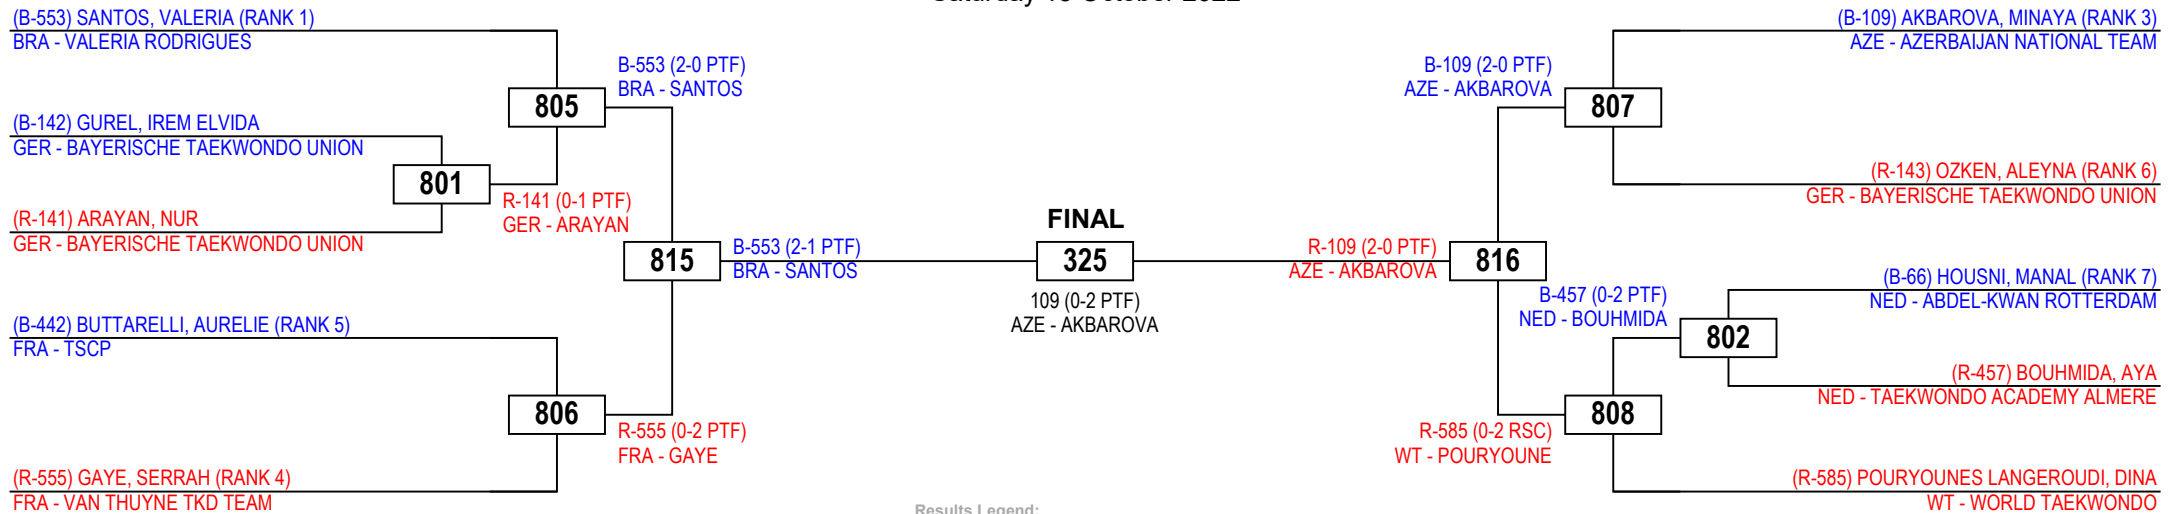 (B-553) SANTOS, VALERIA (RANK 1)
BRA - VALERIA RODRIGUES
(B-142) GUREL, IREM ELVIDA
GER - BAYERISCHE TAEKWONDO UNION
(R-141) ARAYAN, NUR
GER - BAYERISCHE TAEKWONDO UNION
(B-442) BUTTARELLI, AURELIE (RANK 5)
FRA - TSCP
(R-555) GAYE, SERRAH (RANK 4)
FRA - VAN THUYNE TKD TEAM
801
R-141 (0-1 PTF)
GER - ARAYAN
805
B-553 (2-0 PTF)
BRA - SANTOS
806
R-555 (0-2 PTF)
FRA - GAYE
815
B-553 (2-1 PTF)
BRA - SANTOS
FINAL
325
109 (0-2 PTF)
AZE - AKBAROVA
R-109 (2-0 PTF)
AZE - AKBAROVA
816
B-109 (2-0 PTF)
AZE - AKBAROVA
807
R-585 (0-2 RSC)
WT - POURYOUNE
808
B-457 (0-2 PTF)
NED - BOUHMIDA
802
(B-109) AKBAROVA, MINAYA (RANK 3)
AZE - AZERBAIJAN NATIONAL TEAM
(R-143) OZKEN, ALEYNA (RANK 6)
GER - BAYERISCHE TAEKWONDO UNION
(B-66) HOUSNI, MANAL (RANK 7)
NED - ABDEL-KWAN ROTTERDAM
(R-457) BOUHMIDA, AYA
NED - TAEKWONDO ACADEMY ALMERE
(R-585) POURYOUNES LANGEROUDI, DINA
WT - WORLD TAEKWONDO
Results Legend: